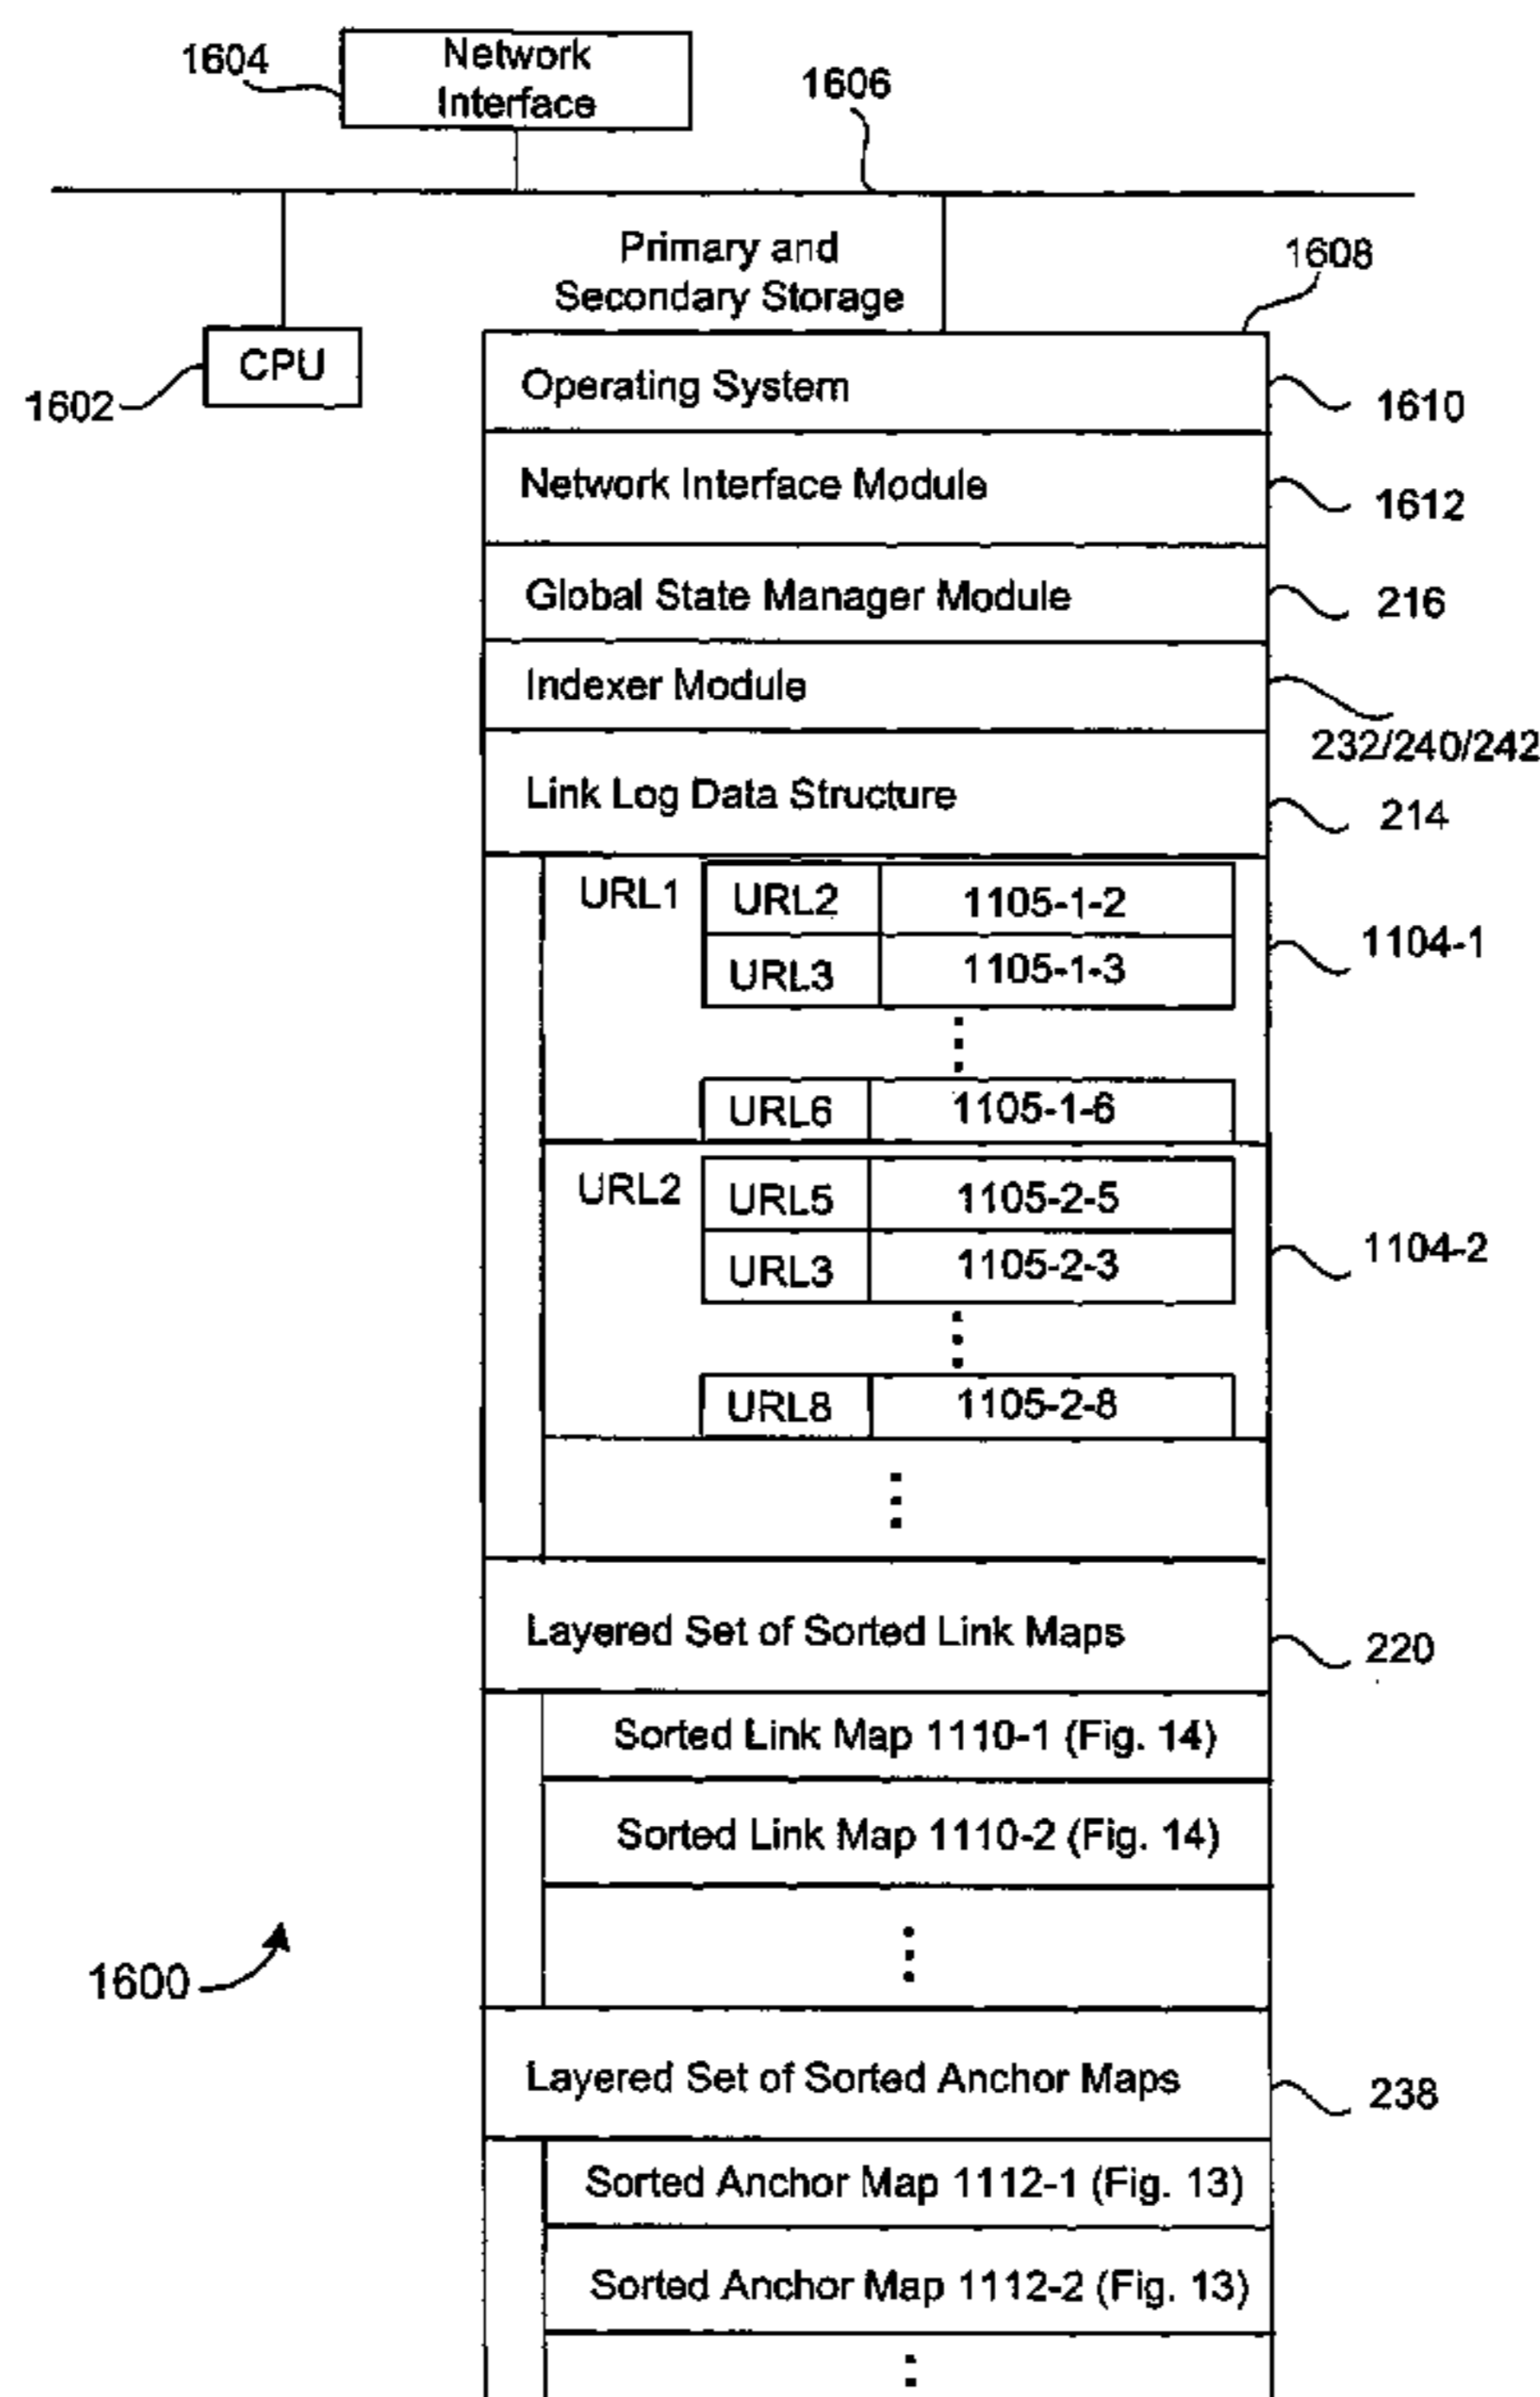 1604
Network
Interface
1606
Primary and
Secondary Storage
1608
CPU
1602
Operating System
1610
Network Interface Module
1612
Global State Manager Module
216
Indexer Module
232/240/242
Link Log Data Structure
214
URL1
URL2 1105-1-2
URL3 1105-1-3
1104-1
URL6 1105-1-6
URL2
URL5 1105-2-5
URL3 1105-2-3
1104-2
URL8 1105-2-8
Layered Set of Sorted Link Maps
220
Sorted Link Map 1110-1 (Fig. 14)
Sorted Link Map 1110-2 (Fig. 14)
1600
Layered Set of Sorted Anchor Maps
238
Sorted Anchor Map 1112-1 (Fig. 13)
Sorted Anchor Map 1112-2 (Fig. 13)